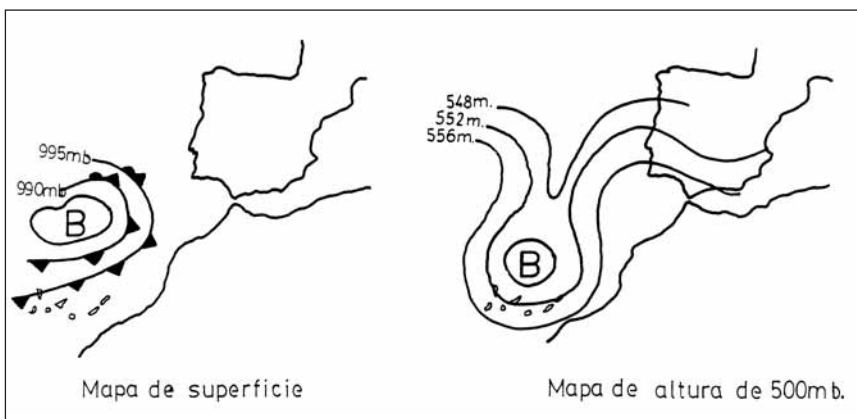 995mb
990mb
B
Mapa de superficie
548m.
552m.
556m.
B
Mapa de altura de 500mb.